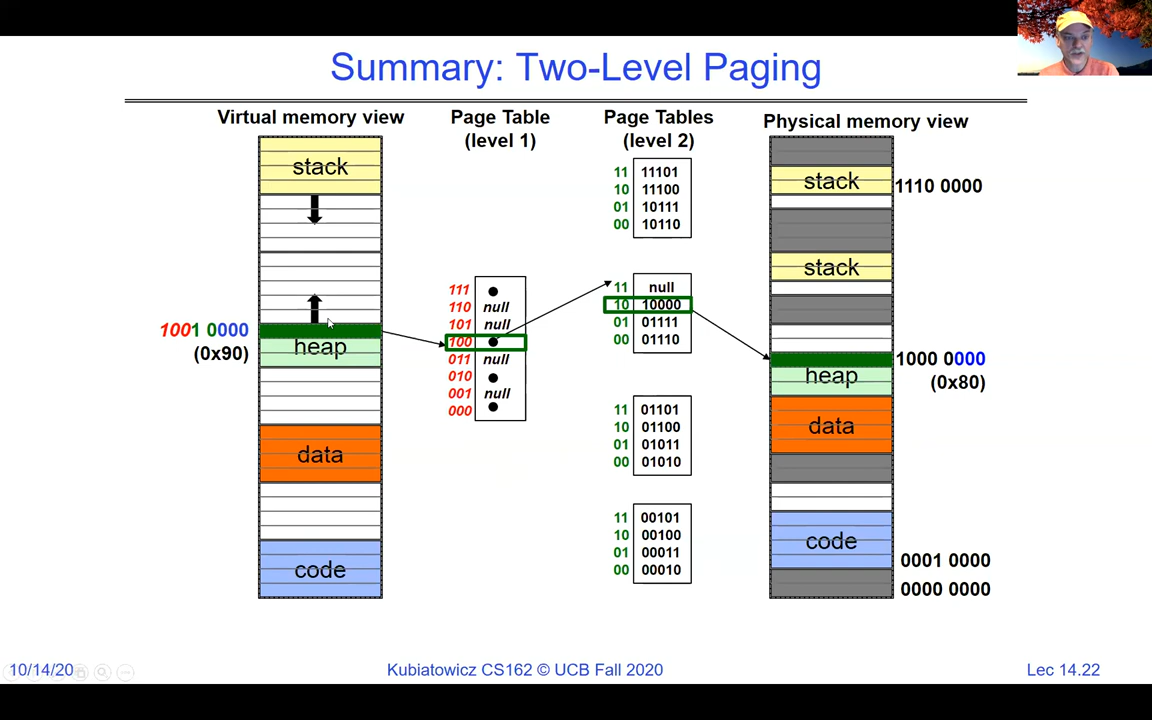 Summary: Two-Level Paging
Virtual memory view
stack
1001 0000
(0x90)
heap
data
code
Page Table
(level 1)
111
110 null
101 null
100
011 null
010
001 null
000
Page Tables
(level 2)
11 11101
10 11100
01 10111
00 10110
11 null
10 10000
01 01111
00 01110
11 01101
10 01100
01 01011
00 01010
11 00101
10 00100
01 00011
00 00010
Physical memory view
stack 1110 0000
stack
1000 0000
heap (0x80)
data
code
0001 0000
0000 0000
10/14/20 Kubiatowicz CS162 © UCB Fall 2020 Lec 14.22